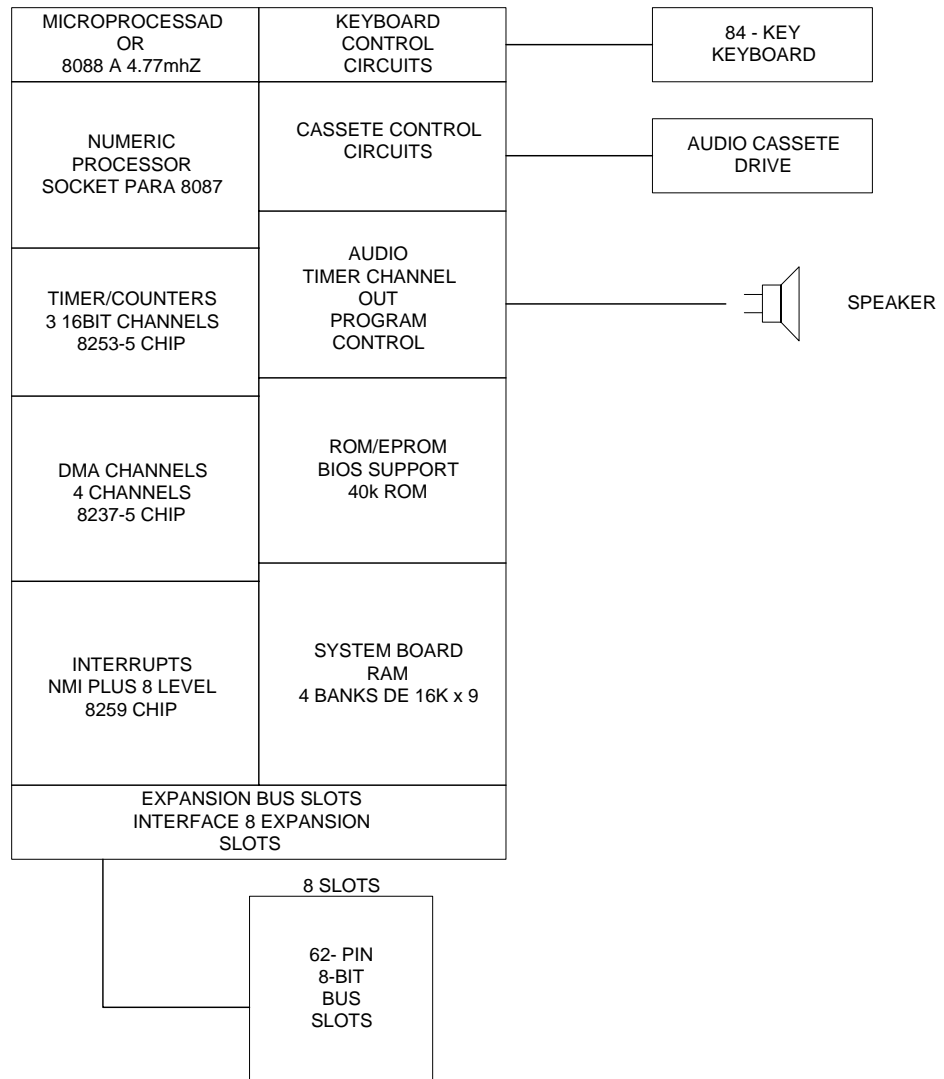 MICROPROCESSAD
OR
8088 A 4.77mhZ
KEYBOARD
CONTROL
CIRCUITS
84 - KEY
KEYBOARD
NUMERIC
PROCESSOR
SOCKET PARA 8087
CASSETE CONTROL
CIRCUITS
AUDIO CASSETE
DRIVE
TIMER/COUNTERS
3 16BIT CHANNELS
8253-5 CHIP
AUDIO
TIMER CHANNEL
OUT
PROGRAM
CONTROL
SPEAKER
DMA CHANNELS
4 CHANNELS
8237-5 CHIP
ROM/EPROM
BIOS SUPPORT
40k ROM
INTERRUPTS
NMI PLUS 8 LEVEL
8259 CHIP
SYSTEM BOARD
RAM
4 BANKS DE 16K x 9
EXPANSION BUS SLOTS
INTERFACE 8 EXPANSION
SLOTS
8 SLOTS
62- PIN
8-BIT
BUS
SLOTS